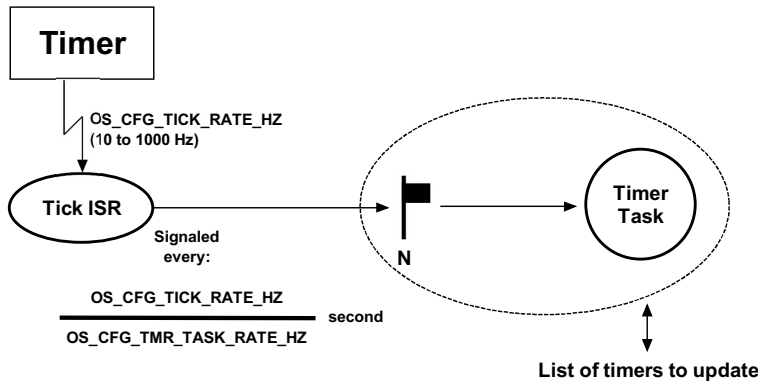 Timer
OS_CFG_TICK_RATE_HZ
(10 to 1000 Hz)
Tick ISR
Signaled
every:
OS_CFG_TICK_RATE_HZ
OS_CFG_TMR_TASK_RATE_HZ
second
N
Timer
Task
List of timers to update